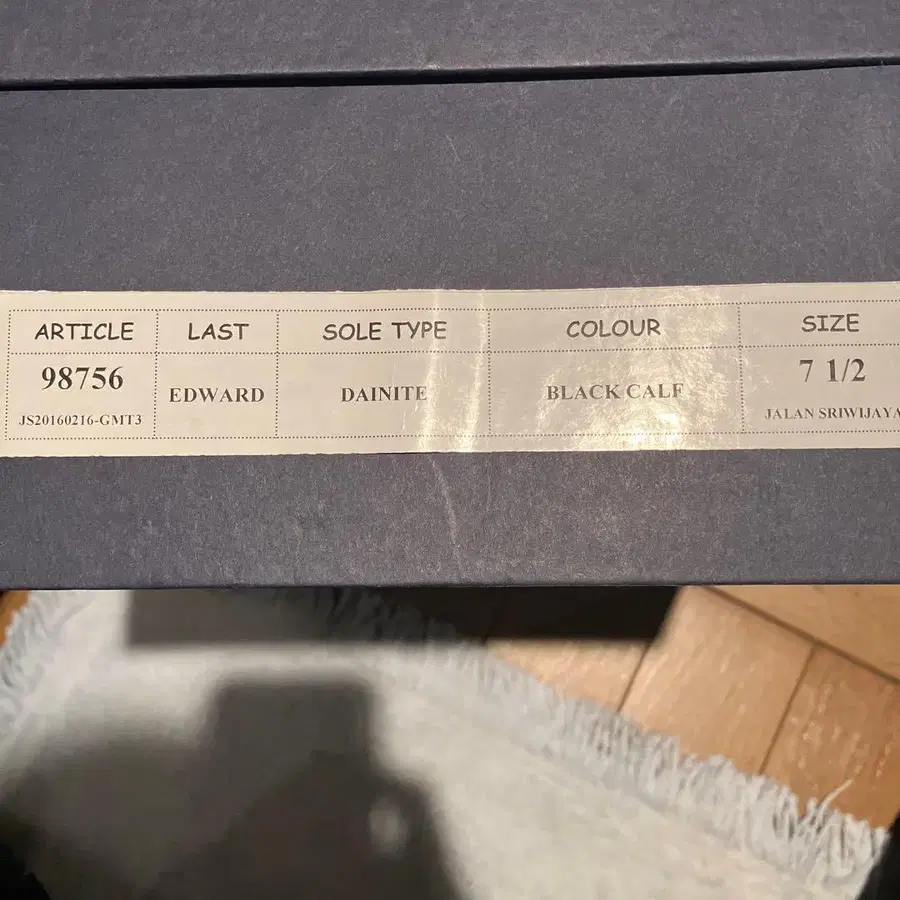 ARTICLE LAST SOLE TYPE COLOUR SIZE
98756 EDWARD DAINITE BLACK CALF 7 1/2
JS20160216-GMT3 JALAN SRIWIJAYA